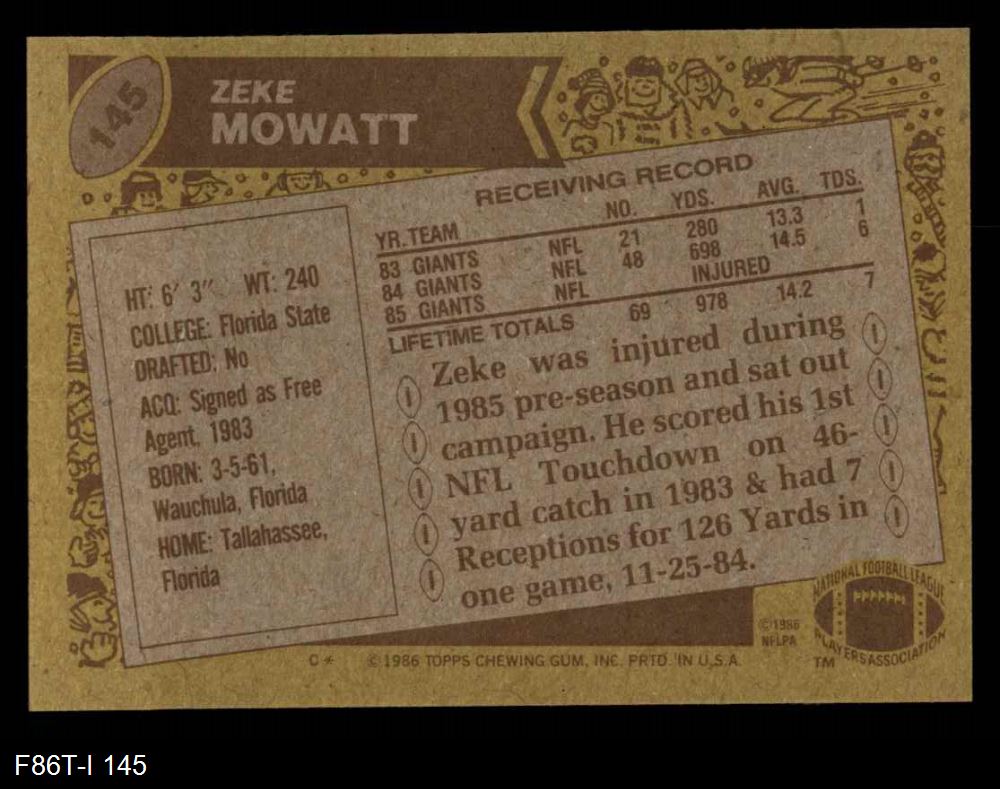 145
ZEKE
MOWATT
RECEIVING RECORD
YR. TEAM NO. YDS. AVG. TDS.
83 GIANTS NFL 21 280 13.3 1
84 GIANTS NFL 48 698 14.5 6
85 GIANTS NFL INJURED
LIFETIME TOTALS 69 978 14.2 7
HT: 6' 3" WT: 240
COLLEGE: Florida State
DRAFTED: No
ACQ: Signed as Free
Agent, 1983
BORN: 3-5-61,
Wauchula, Florida
HOME: Tallahassee,
Florida
Zeke was injured during
1985 pre-season and sat out
campaign. He scored his 1st
NFL Touchdown on 46-
yard catch in 1983 & had 7
Receptions for 126 Yards in
one game, 11-25-84.
©1986
NFLPA
NATIONAL FOOTBALL LEAGUE
PLAYERS ASSOCIATION
TM
C* ©1986 TOPPS CHEWING GUM, INC. PRTD. IN U.S.A.
F86T-I 145